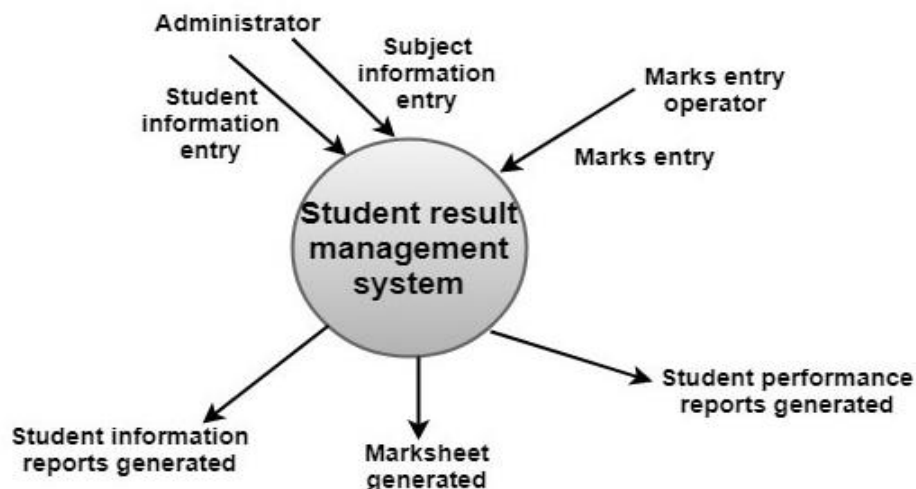 Administrator
Subject
information
entry
Student
information
entry
Marks entry
operator
Marks entry
Student result
management
system
Student performance
reports generated
Student information
reports generated
Marksheet
generated